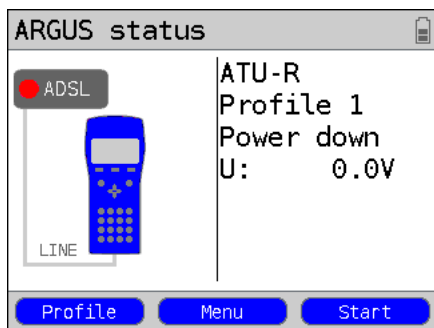 ARGUS status
ADSL
LINE
ATU-R
Profile 1
Power down
U: 0.0V
Profile Menu Start